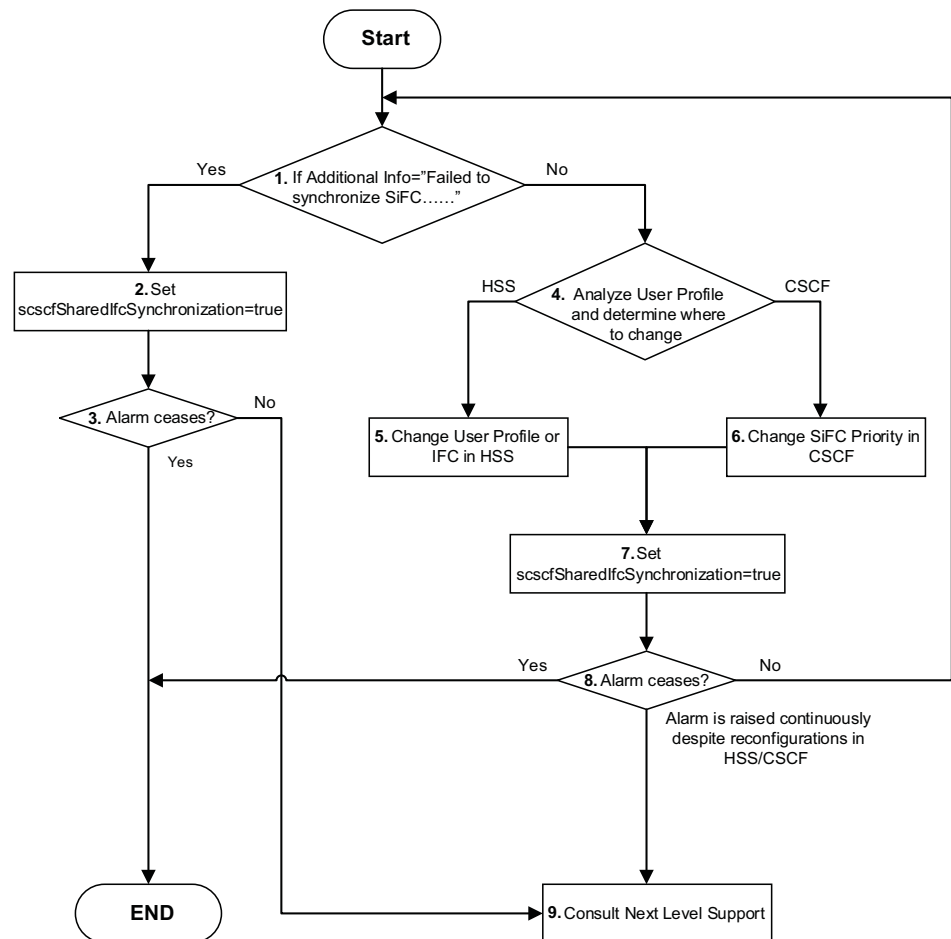 Start
Yes
No
1. If Additional Info=”Failed to
synchronize SiFC……”
2. Set
scscfSharedIfcSynchronization=true
HSS
CSCF
4. Analyze User Profile
and determine where
to change
3. Alarm ceases?
No
Yes
5. Change User Profile or
IFC in HSS
6. Change SiFC Priority in
CSCF
7. Set
scscfSharedIfcSynchronization=true
Yes
No
8. Alarm ceases?
Alarm is raised continuously
despite reconfigurations in
HSS/CSCF
END
9. Consult Next Level Support